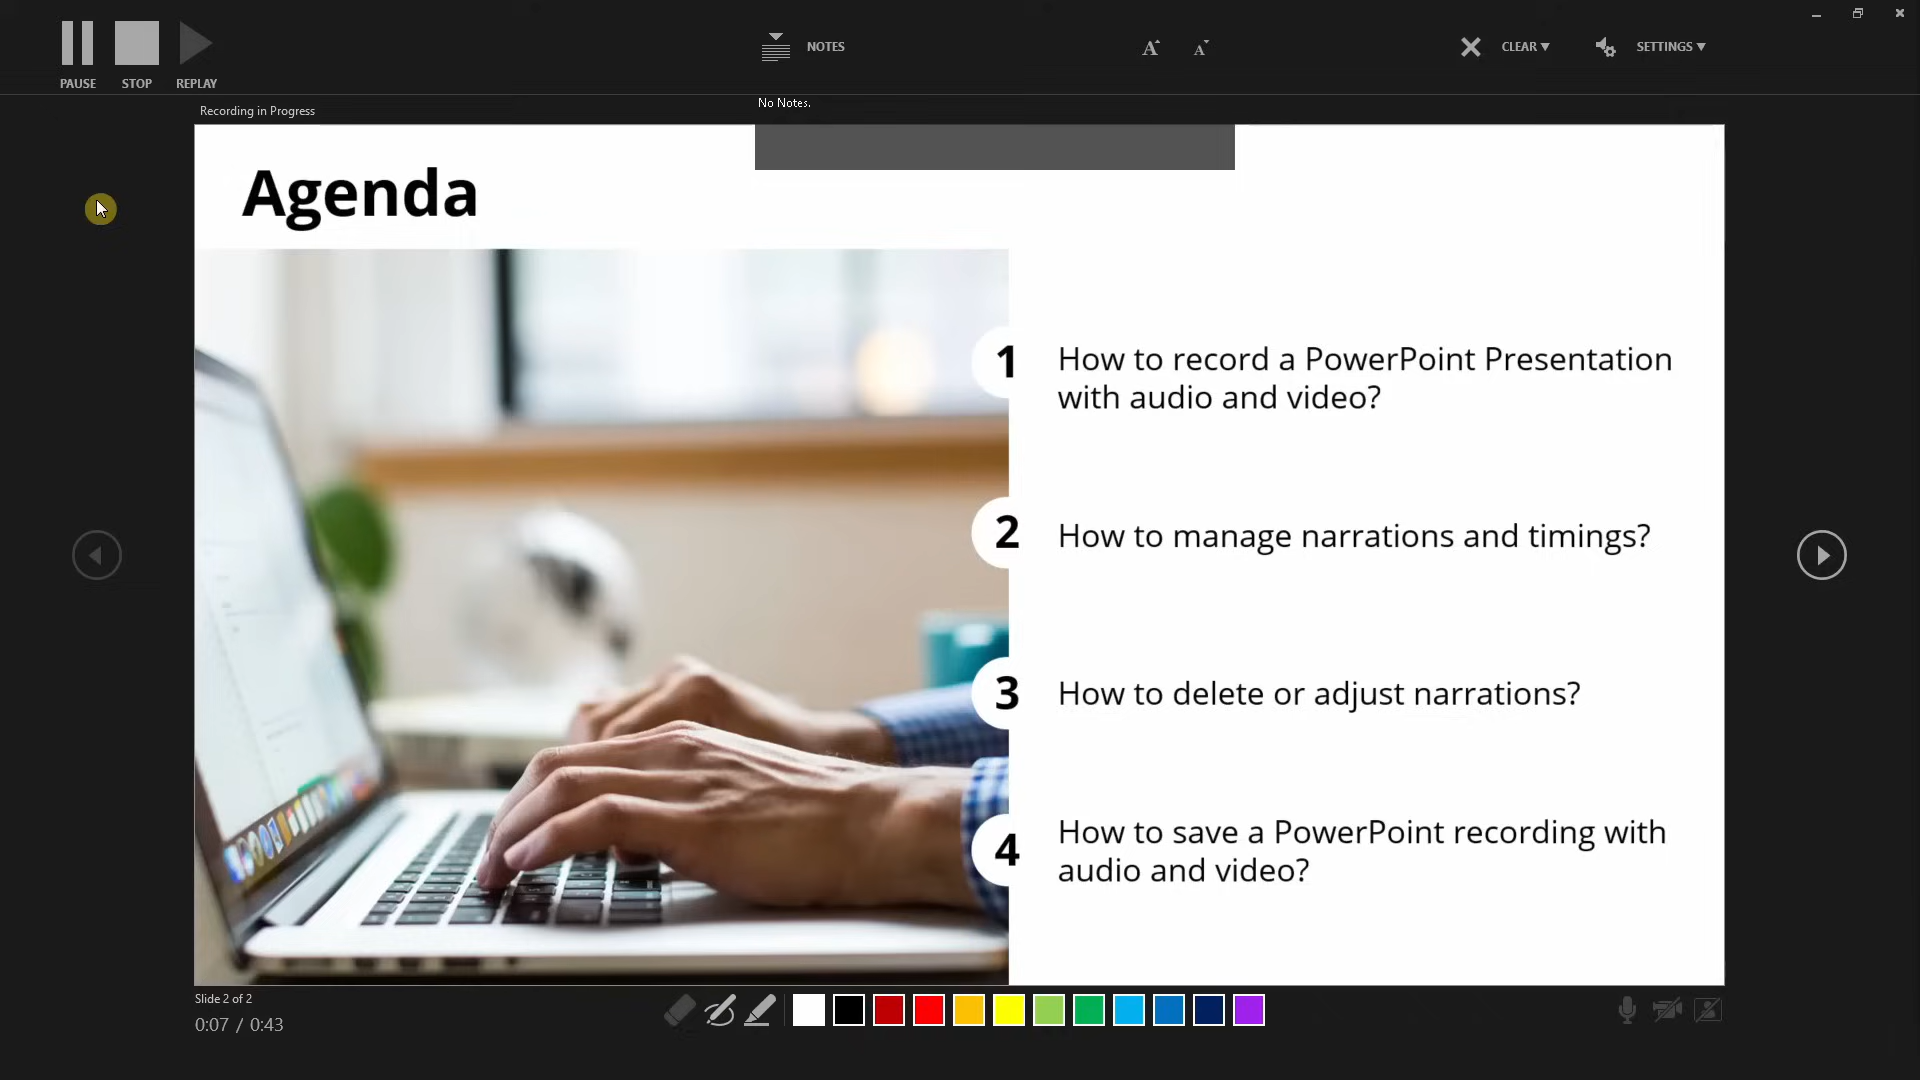 PAUSE
STOP
REPLAY
NOTES
A
A
CLEAR
SETTINGS
Recording in Progress
No Notes.
Agenda
1
How to record a PowerPoint Presentation
with audio and video?
2
How to manage narrations and timings?
3
How to delete or adjust narrations?
4
How to save a PowerPoint recording with
audio and video?
Slide 2 of 2
0:07 / 0:43